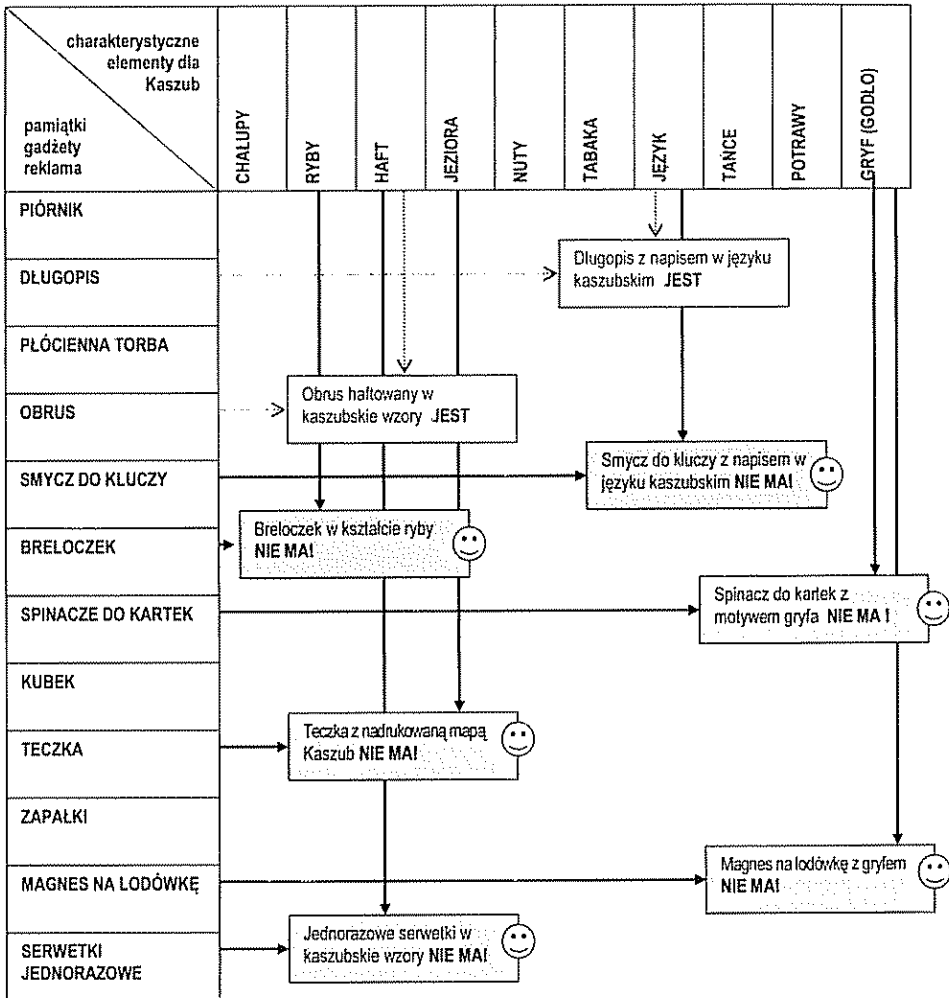 charakterystyczne
elementy dla
Kaszub
pamiątki
gadżety
reklama
CHAŁUPY
RYBY
HAFT
JEZIORA
NUTY
TABAKA
JĘZYK
TAŃCE
POTRAWY
GRYF (GODŁO)
PIÓRNIK
DŁUGOPIS
Długopis z napisem w języku
kaszubskim JEST
PŁÓCIENNA TORBA
OBRUS
Obrus haftowany w
kaszubskie wzory JEST
SMYCZ DO KLUCZY
Smycz do kluczy z napisem w
języku kaszubskim NIE MA!
BRELOCZEK
Breloczek w kształcie ryby
NIE MA!
SPINACZE DO KARTEK
Spinacz do kartek z
motywem gryfa NIE MA !
KUBEK
TECZKA
Teczka z nadrukowaną mapą
Kaszub NIE MA!
ZAPAŁKI
MAGNES NA LODÓWKĘ
Magnes na lodówkę z gryfem
NIE MA!
SERWETKI
JEDNORAZOWE
Jednorazowe serwetki w
kaszubskie wzory NIE MA!